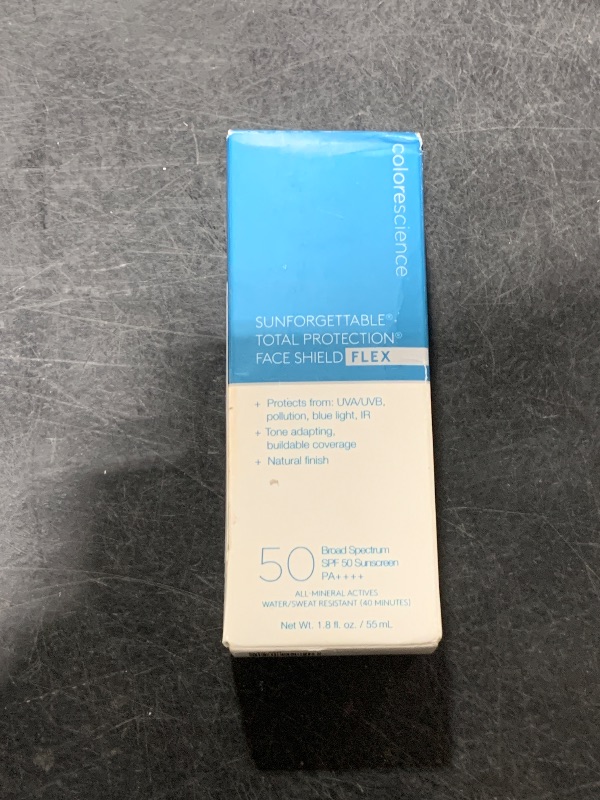 colorescience
SUNFORGETTABLE®
TOTAL PROTECTION®
FACE SHIELD FLEX
+ Protects from: UVA/UVB,
pollution, blue light, IR
+ Tone adapting,
buildable coverage
+ Natural finish
50
Broad Spectrum
SPF 50 Sunscreen
PA++++
ALL-MINERAL ACTIVES
WATER/SWEAT RESISTANT (40 MINUTES)
Net Wt. 1.8 fl. oz. / 55 mL